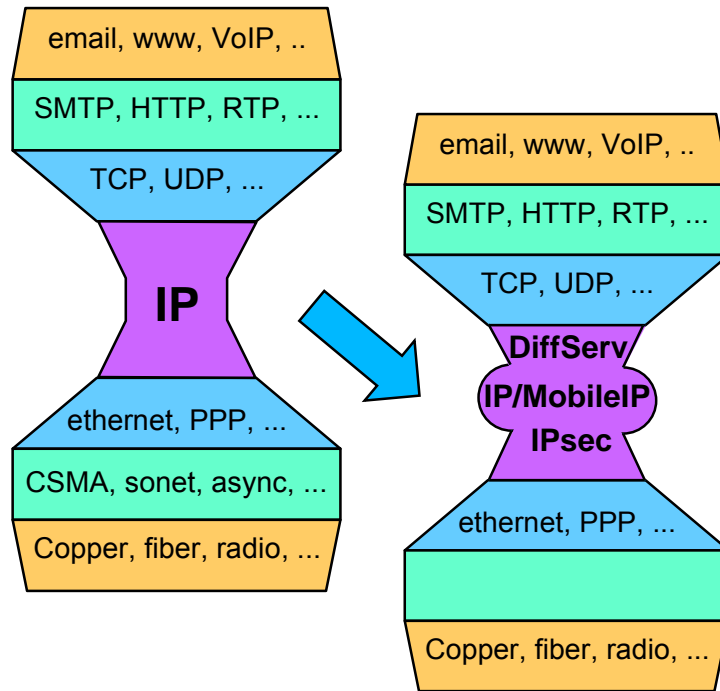 email, www, VoIP, ..
SMTP, HTTP, RTP, ...
TCP, UDP, ...
IP
ethernet, PPP, ...
CSMA, sonet, async, ...
Copper, fiber, radio, ...
email, www, VoIP, ..
SMTP, HTTP, RTP, ...
TCP, UDP, ...
DiffServ
IP/MobileIP
IPsec
ethernet, PPP, ...
Copper, fiber, radio, ...